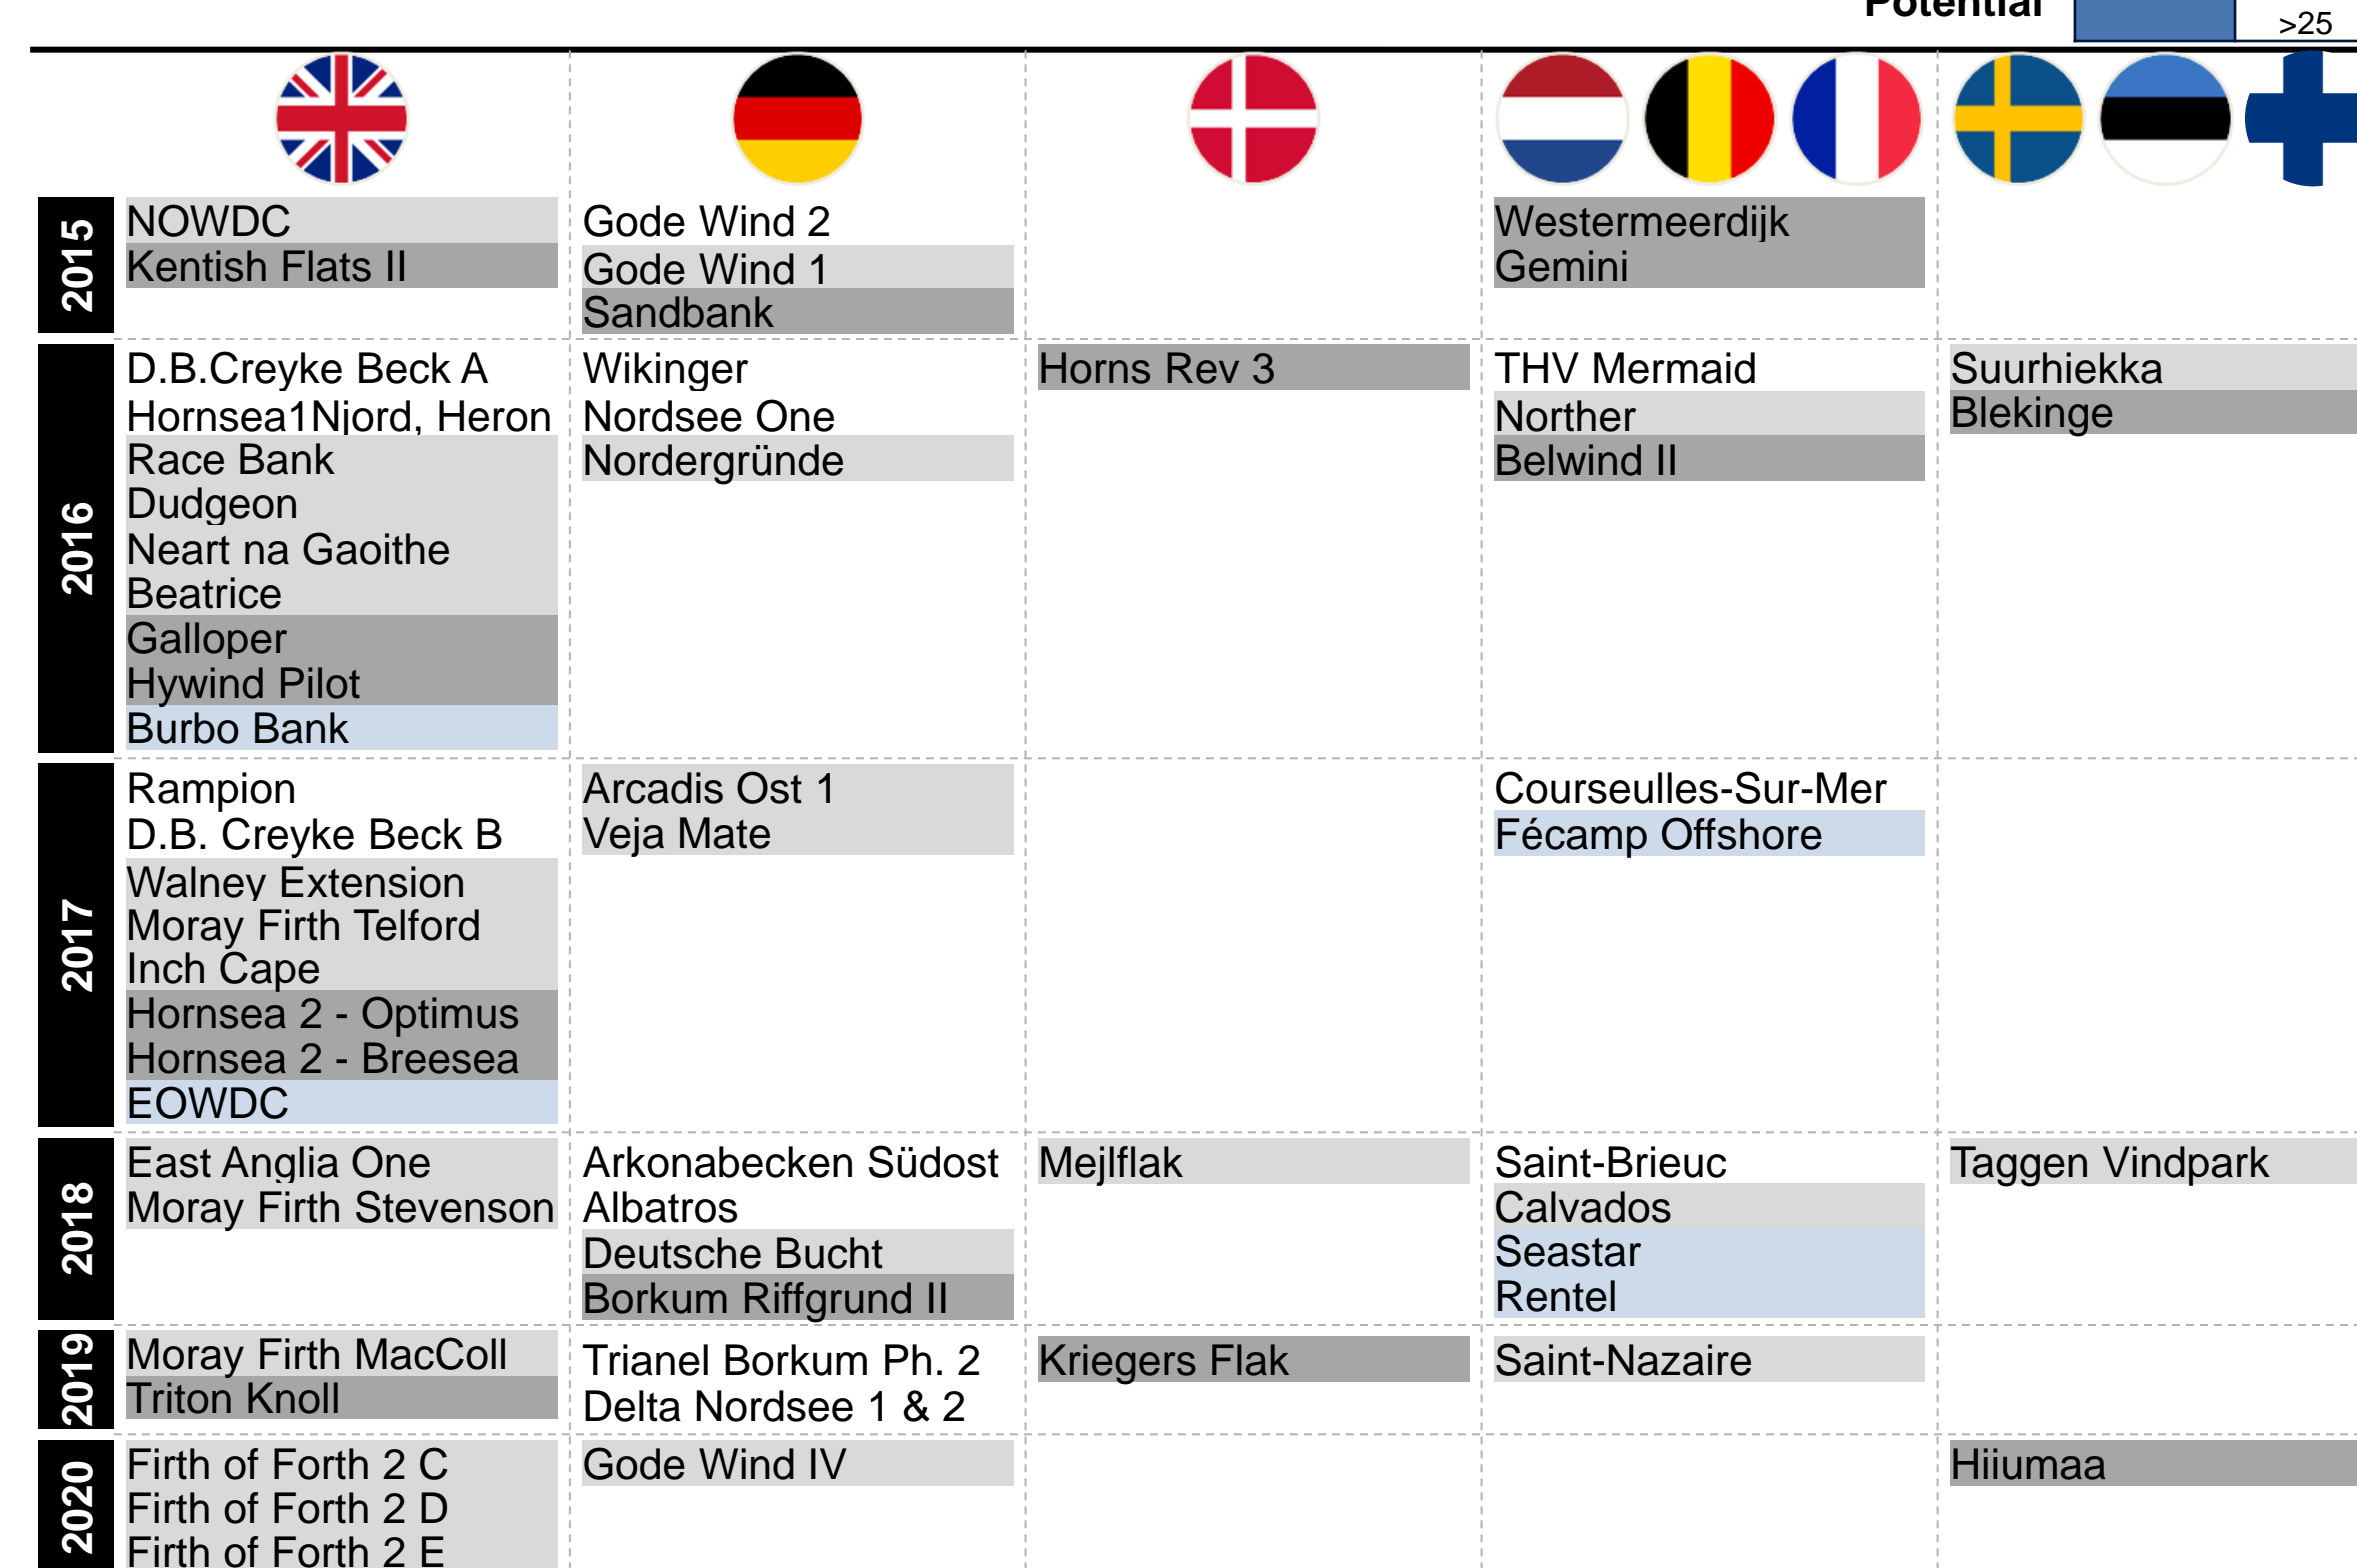 Potential
>25
2015
NOWDC
Kentish Flats II
Gode Wind 2
Gode Wind 1
Sandbank
Westermeerdijk
Gemini
2016
D.B.Creyke Beck A
Hornsea1Njord, Heron
Race Bank
Dudgeon
Neart na Gaoithe
Beatrice
Galloper
Hywind Pilot
Burbo Bank
Wikinger
Nordsee One
Nordergründe
Horns Rev 3
THV Mermaid
Norther
Belwind II
Suurhiekka
Blekinge
2017
Rampion
D.B. Creyke Beck B
Walney Extension
Moray Firth Telford
Inch Cape
Hornsea 2 - Optimus
Hornsea 2 - Breesea
EOWDC
Arcadis Ost 1
Veja Mate
Courseulles-Sur-Mer
Fécamp Offshore
2018
East Anglia One
Moray Firth Stevenson
Arkonabecken Südost
Albatros
Deutsche Bucht
Borkum Riffgrund II
Mejlflak
Saint-Brieuc
Calvados
Seastar
Rentel
Taggen Vindpark
2019
Moray Firth MacColl
Triton Knoll
Trianel Borkum Ph. 2
Delta Nordsee 1 & 2
Kriegers Flak
Saint-Nazaire
2020
Firth of Forth 2 C
Firth of Forth 2 D
Firth of Forth 2 E
Gode Wind IV
Hiiumaa